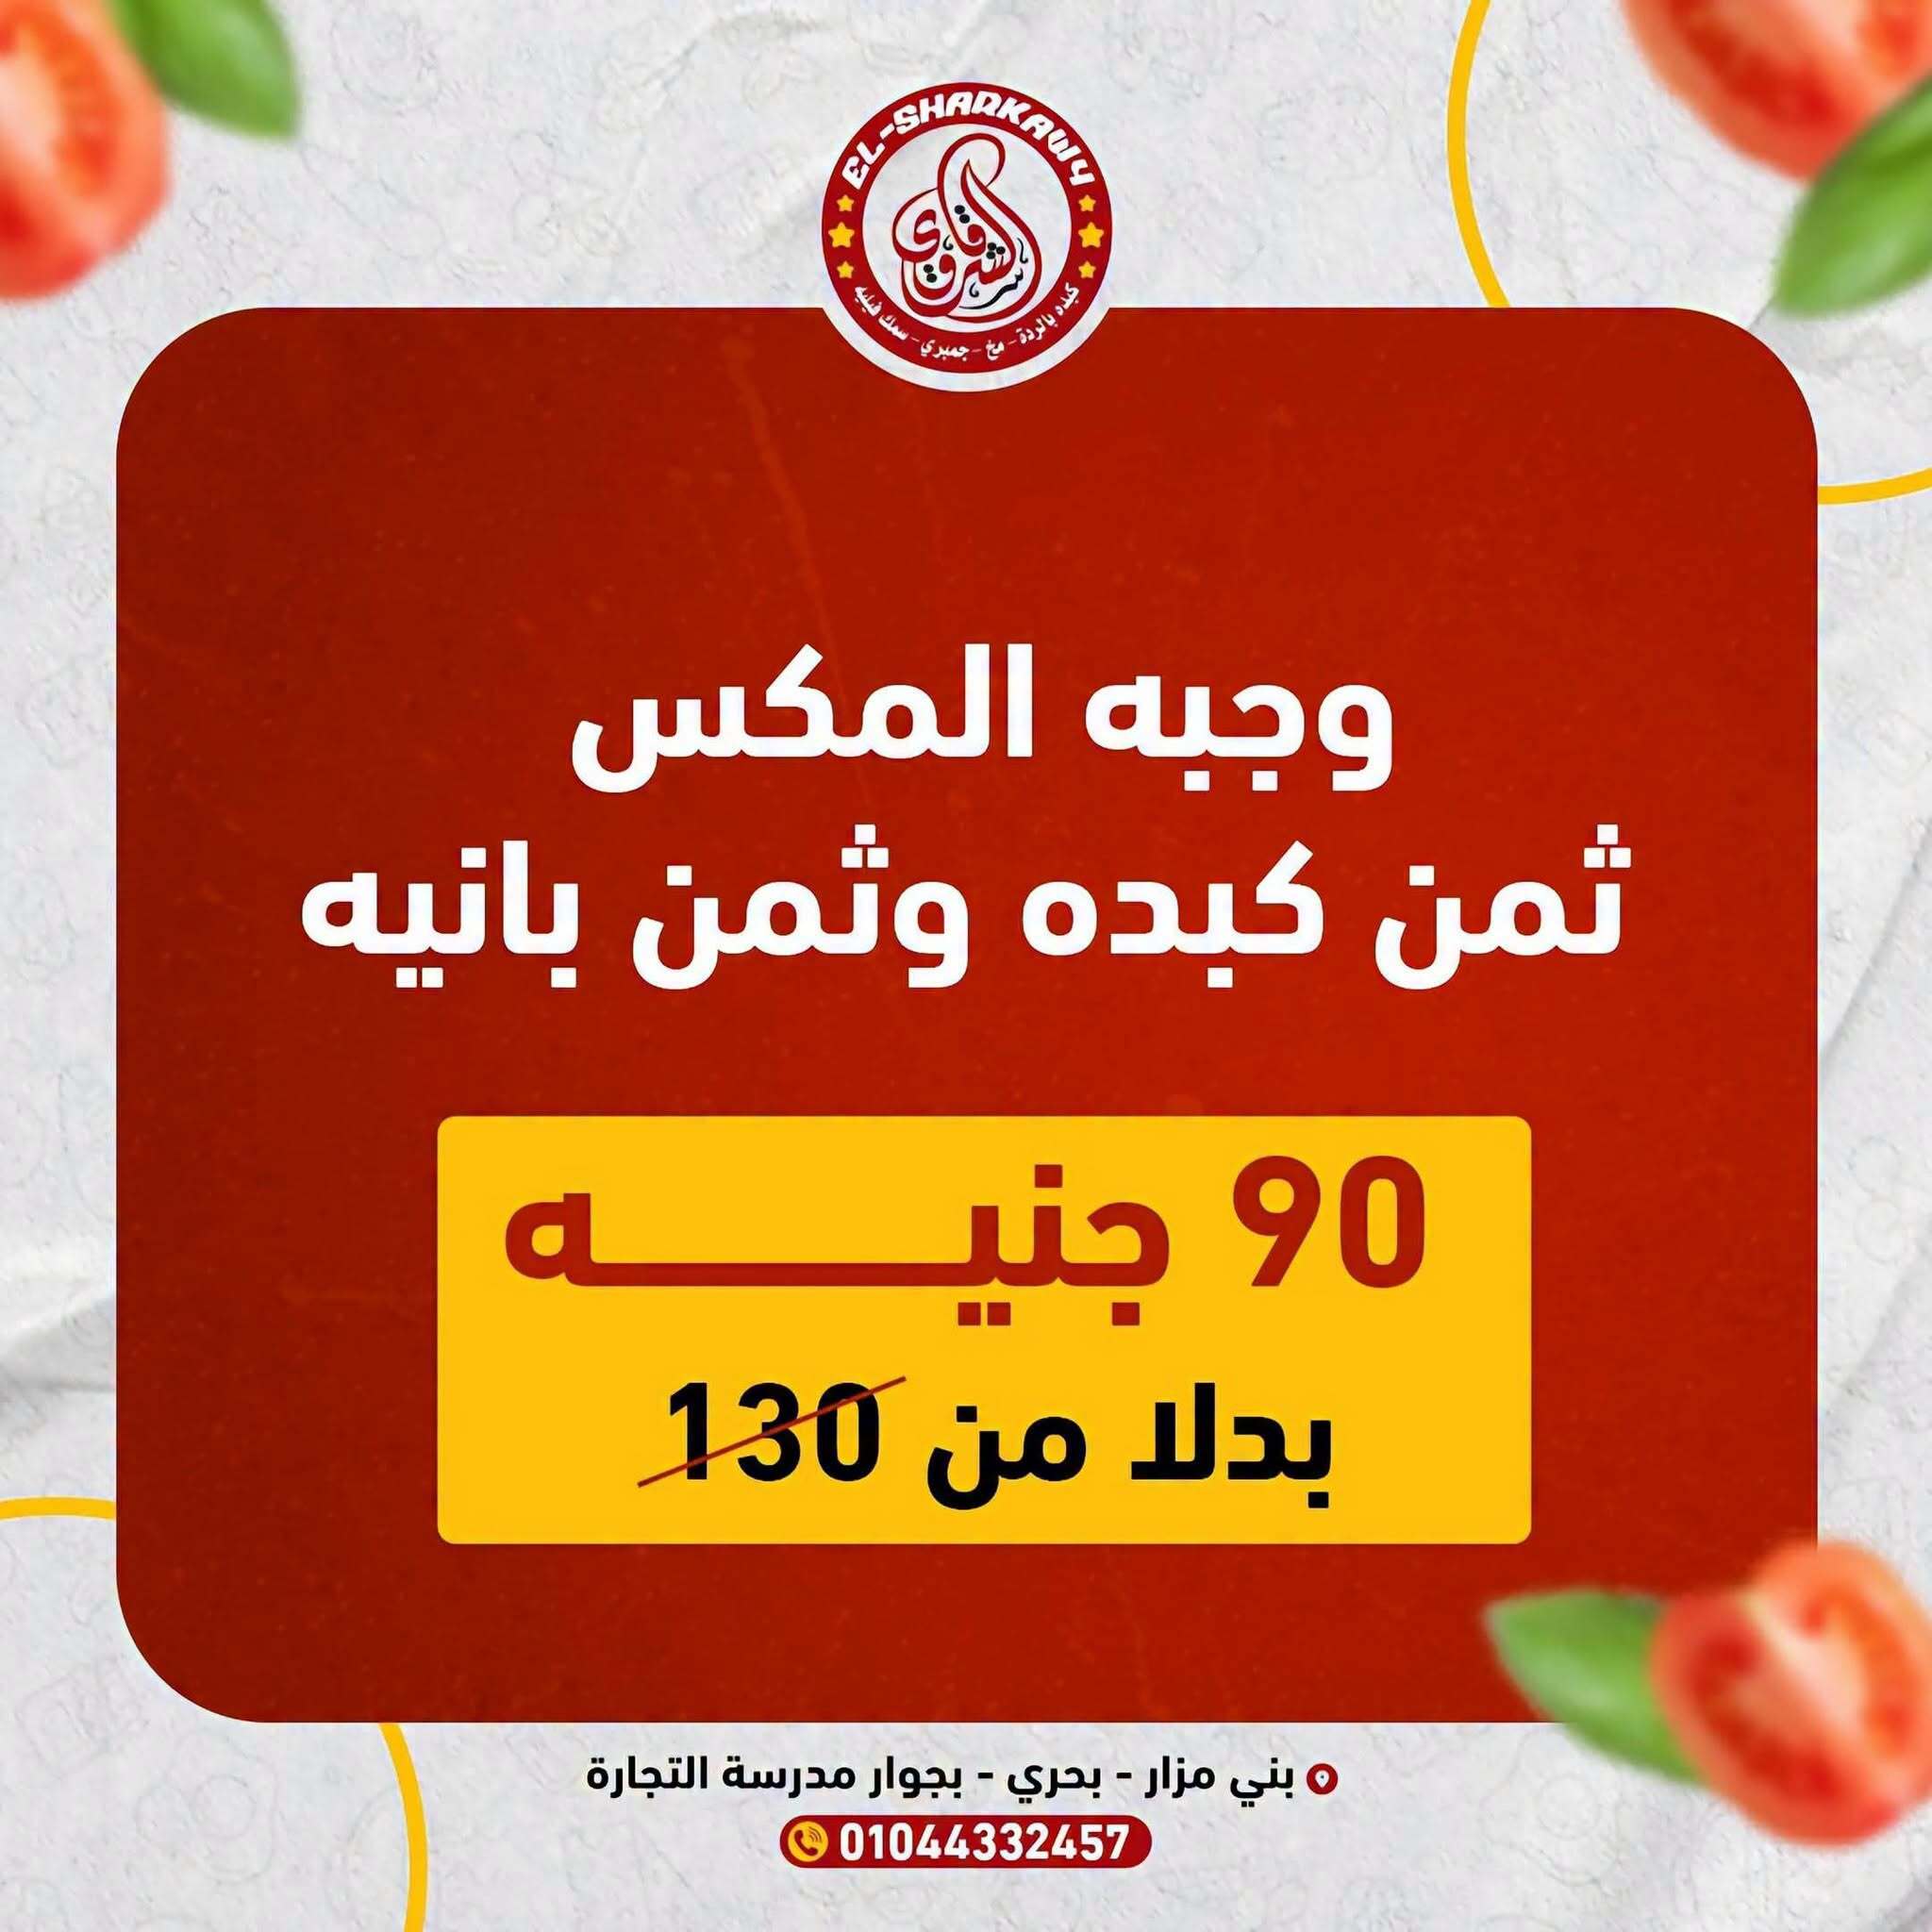 EL-SHARKAWY
الشرقاوي
كبده بالردة - مخ - جمبري - سمك فيليه
وجبه المكس
ثمن كبده وثمن بانيه
90 جنيـــــــــه
بدلا من 130
بني مزار - بحري - بجوار مدرسة التجارة
01044332457